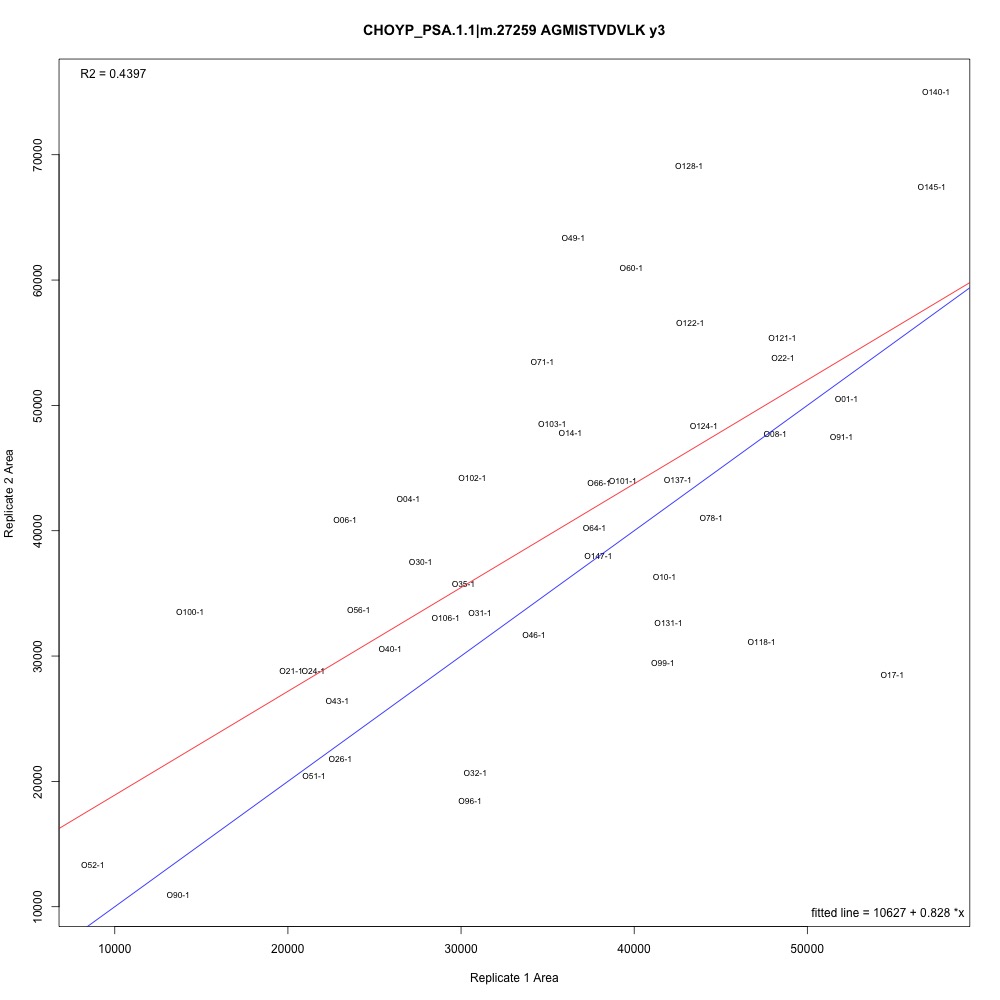 CHOYP_PSA.1.1|m.27259 AGMISTVDVLK y3
R2 = 0.4397
O140-1
O128-1
O145-1
O49-1
O60-1
O122-1
O121-1
O22-1
O71-1
O01-1
O103-1
O124-1
O14-1
O08-1
O91-1
O102-1
O137-1
O66-1
O101-1
O04-1
O06-1
O78-1
O64-1
O147-1
O30-1
O10-1
O35-1
O100-1
O56-1
O31-1
O106-1
O131-1
O46-1
O118-1
O40-1
O99-1
O21-1
O24-1
O17-1
O43-1
O26-1
O51-1
O32-1
O96-1
O52-1
O90-1
fitted line = 10627 + 0.828 *x
70000
60000
50000
40000
30000
20000
10000
Replicate 2 Area
10000 20000 30000 40000 50000
Replicate 1 Area